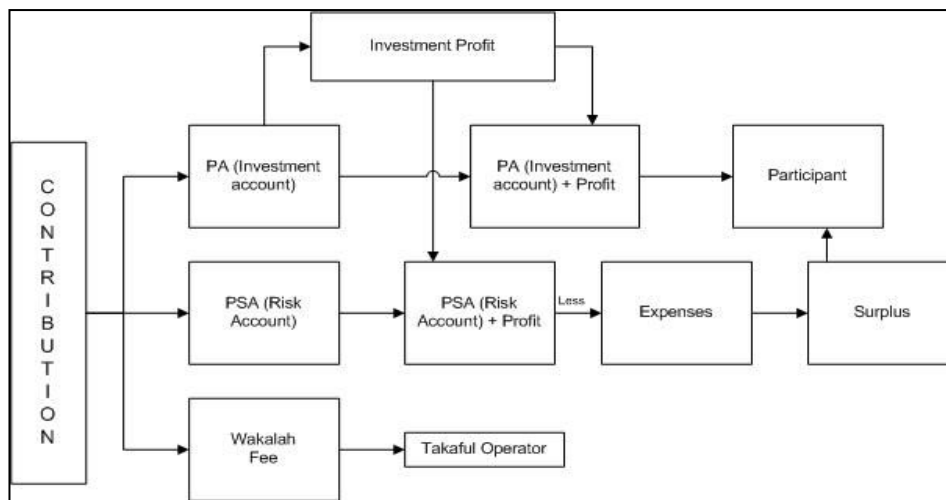 Investment Profit
PA (Investment
account)
PA (Investment
account) + Profit
Participant
CONTRIBUTION
PSA (Risk
Account)
PSA (Risk
Account) + Profit
Less
Expenses
Surplus
Wakalah
Fee
Takaful Operator